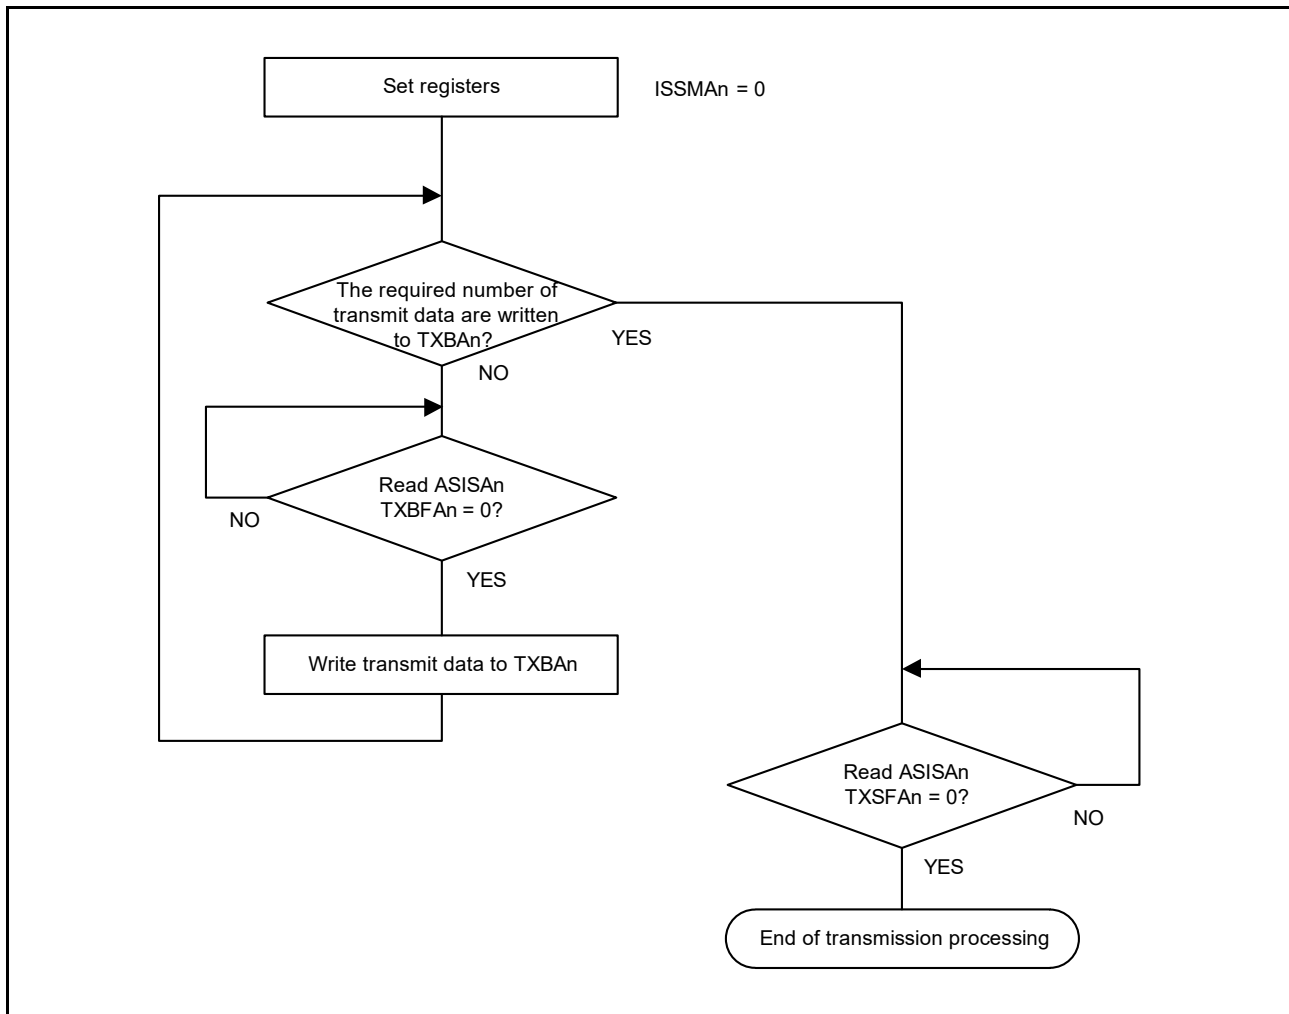 Set registers
ISSMAn = 0
The required number of
transmit data are written
to TXBAn?
YES
NO
Read ASISAn
TXBFAn = 0?
NO
YES
Write transmit data to TXBAn
Read ASISAn
TXSFAn = 0?
NO
YES
End of transmission processing